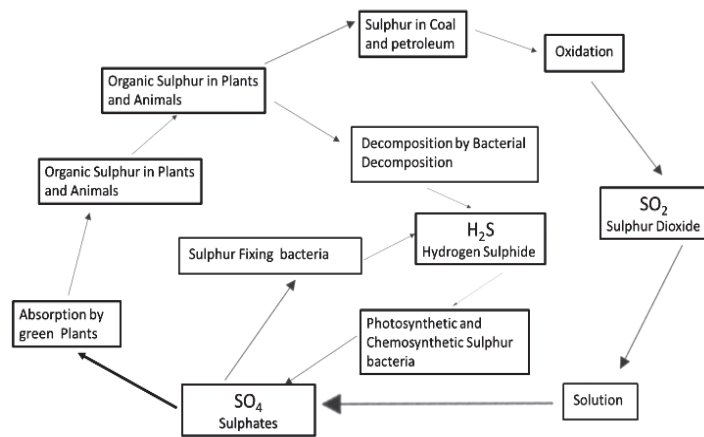 Sulphur in Coal
and petroleum
Oxidation
Organic Sulphur in Plants
and Animals
Decomposition by Bacterial
Decomposition
Organic Sulphur in Plants
and Animals
SO₂
Sulphur Dioxide
H₂S
Hydrogen Sulphide
Sulphur Fixing bacteria
Absorption by
green Plants
Photosynthetic and
Chemosynthetic Sulphur
bacteria
SO₄
Sulphates
Solution